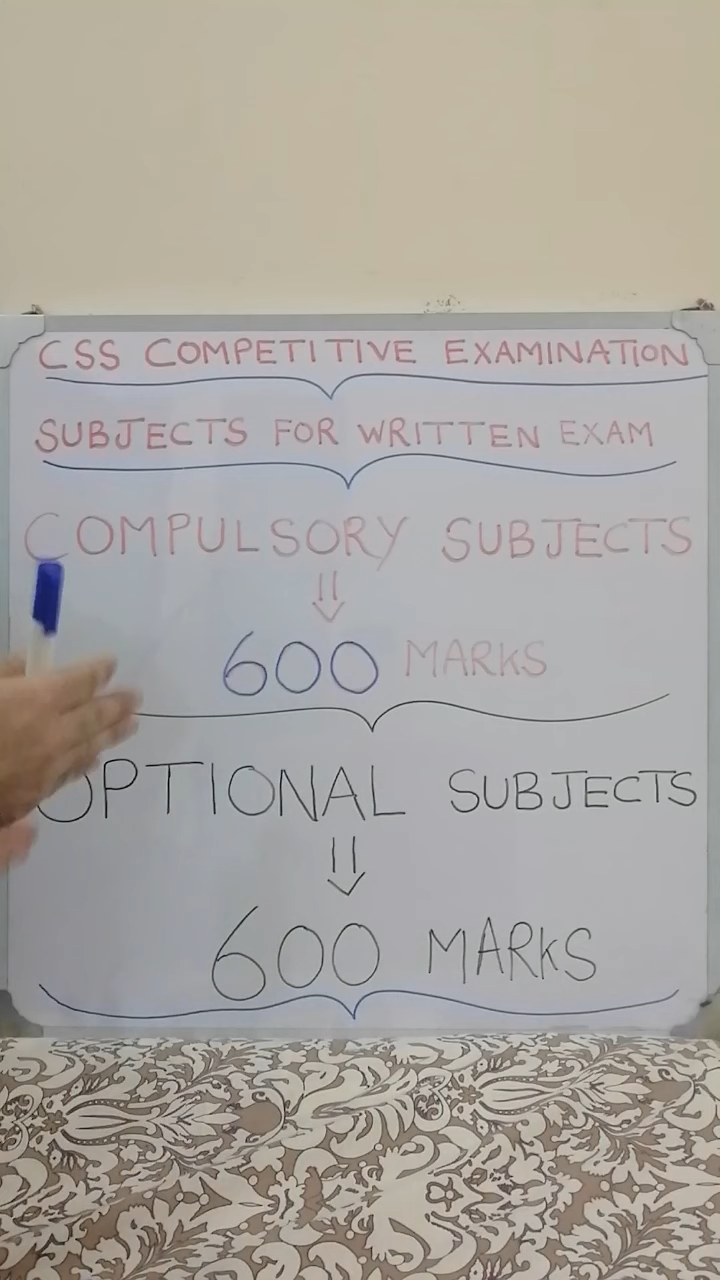 CSS COMPETITIVE EXAMINATION
SUBJECTS FOR WRITTEN EXAM
COMPULSORY SUBJECTS
600 MARKS
OPTIONAL SUBJECTS
600 MARKS